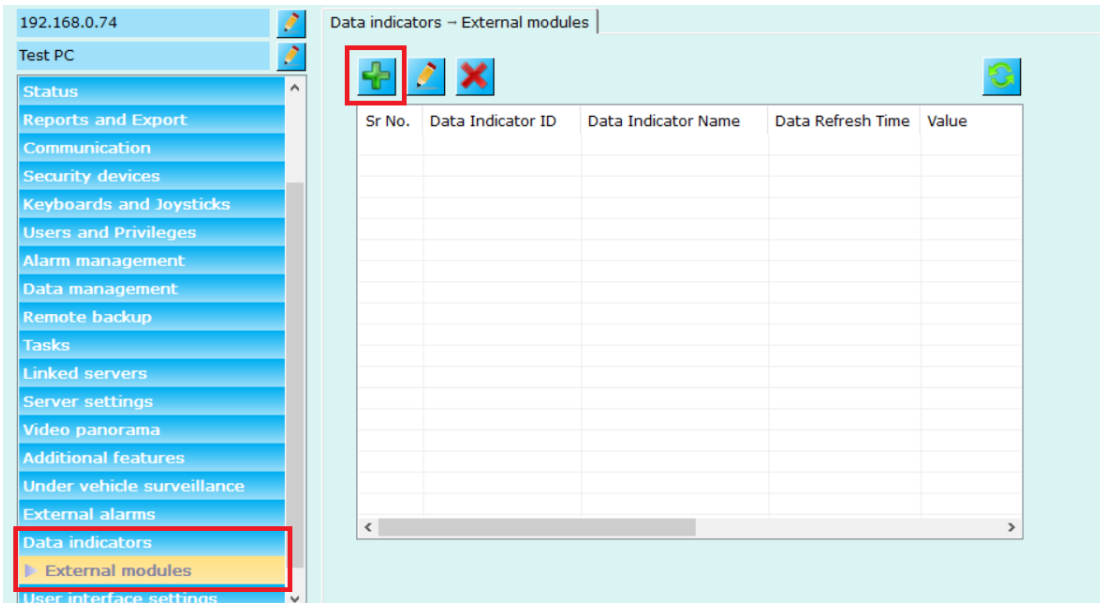 192.168.0.74
Test PC
Status
Reports and Export
Communication
Security devices
Keyboards and Joysticks
Users and Privileges
Alarm management
Data management
Remote backup
Tasks
Linked servers
Server settings
Video panorama
Additional features
Under vehicle surveillance
External alarms
Data indicators
External modules
User interface settings
Data indicators → External modules
Sr No. Data Indicator ID Data Indicator Name Data Refresh Time Value